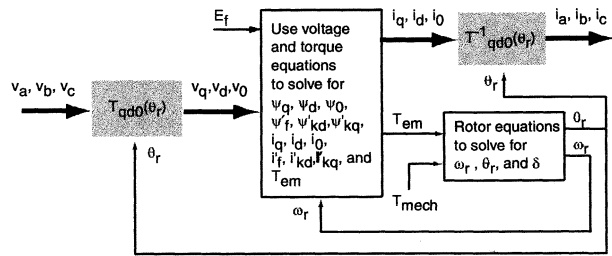 E_f
i_q, i_d, i_0
T⁻¹_qd0(θ_r)
i_a, i_b, i_c
Use voltage
and torque
equations
to solve for
ψ_q, ψ_d, ψ_0,
ψ'_f, ψ'_kd, ψ'_kq,
i_q, i_d, i_0,
i'_f, i'_kd, i'_kq, and
T_em
v_a, v_b, v_c
T_qd0(θ_r)
v_q, v_d, v_0
θ_r
T_em
Rotor equations
to solve for
ω_r, θ_r, and δ
θ_r
ω_r
T_mech
θ_r
ω_r